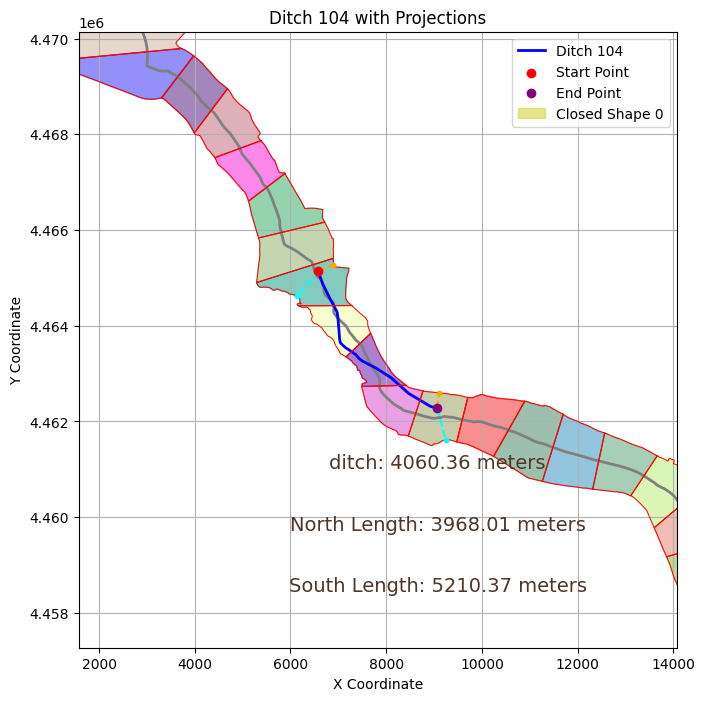 Ditch 104 with Projections
1e6
4.470
4.468
4.466
4.464
4.462
4.460
4.458
Y Coordinate
Ditch 104
Start Point
End Point
Closed Shape 0
ditch: 4060.36 meters
North Length: 3968.01 meters
South Length: 5210.37 meters
2000 4000 6000 8000 10000 12000 14000
X Coordinate